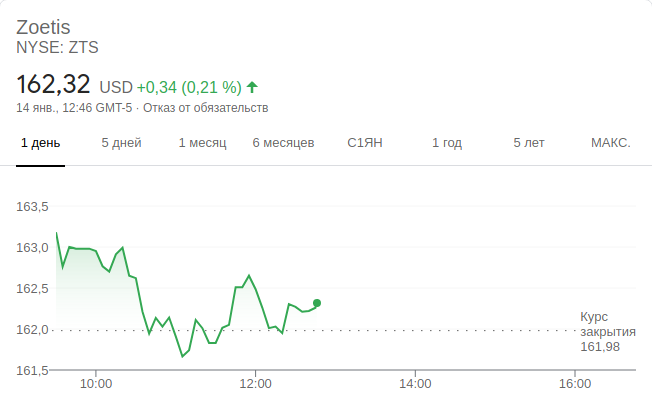 Zoetis
NYSE: ZTS
162,32 USD +0,34 (0,21 %)
14 янв., 12:46 GMT-5 · Отказ от обязательств
1 день 5 дней 1 месяц 6 месяцев С1ЯН 1 год 5 лет МАКС.
163,5
163,0
162,5
162,0
161,5
Курс
закрытия
161,98
10:00 12:00 14:00 16:00